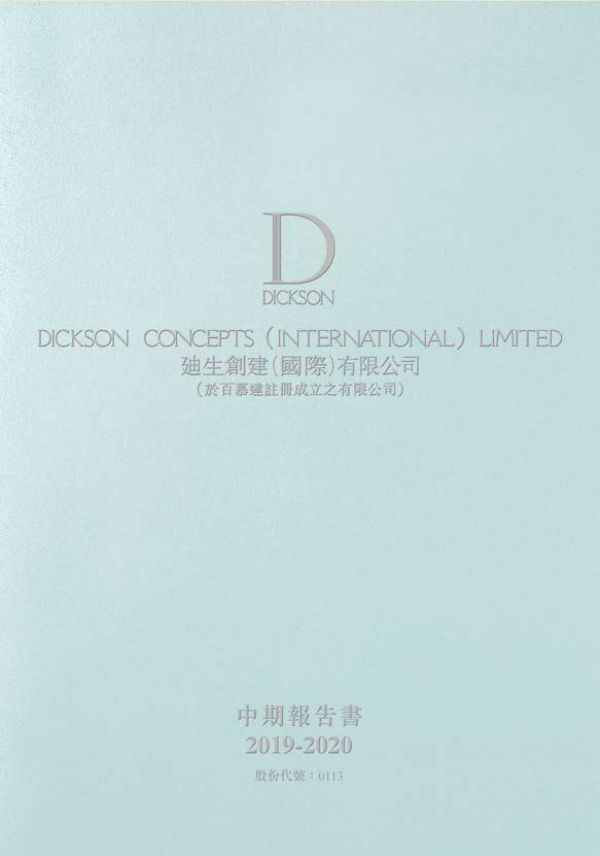 D
DICKSON
DICKSON CONCEPTS (INTERNATIONAL) LIMITED
廸生創建(國際)有限公司
(於百慕達註冊成立之有限公司)
中期報告書
2019-2020
股份代號：0113